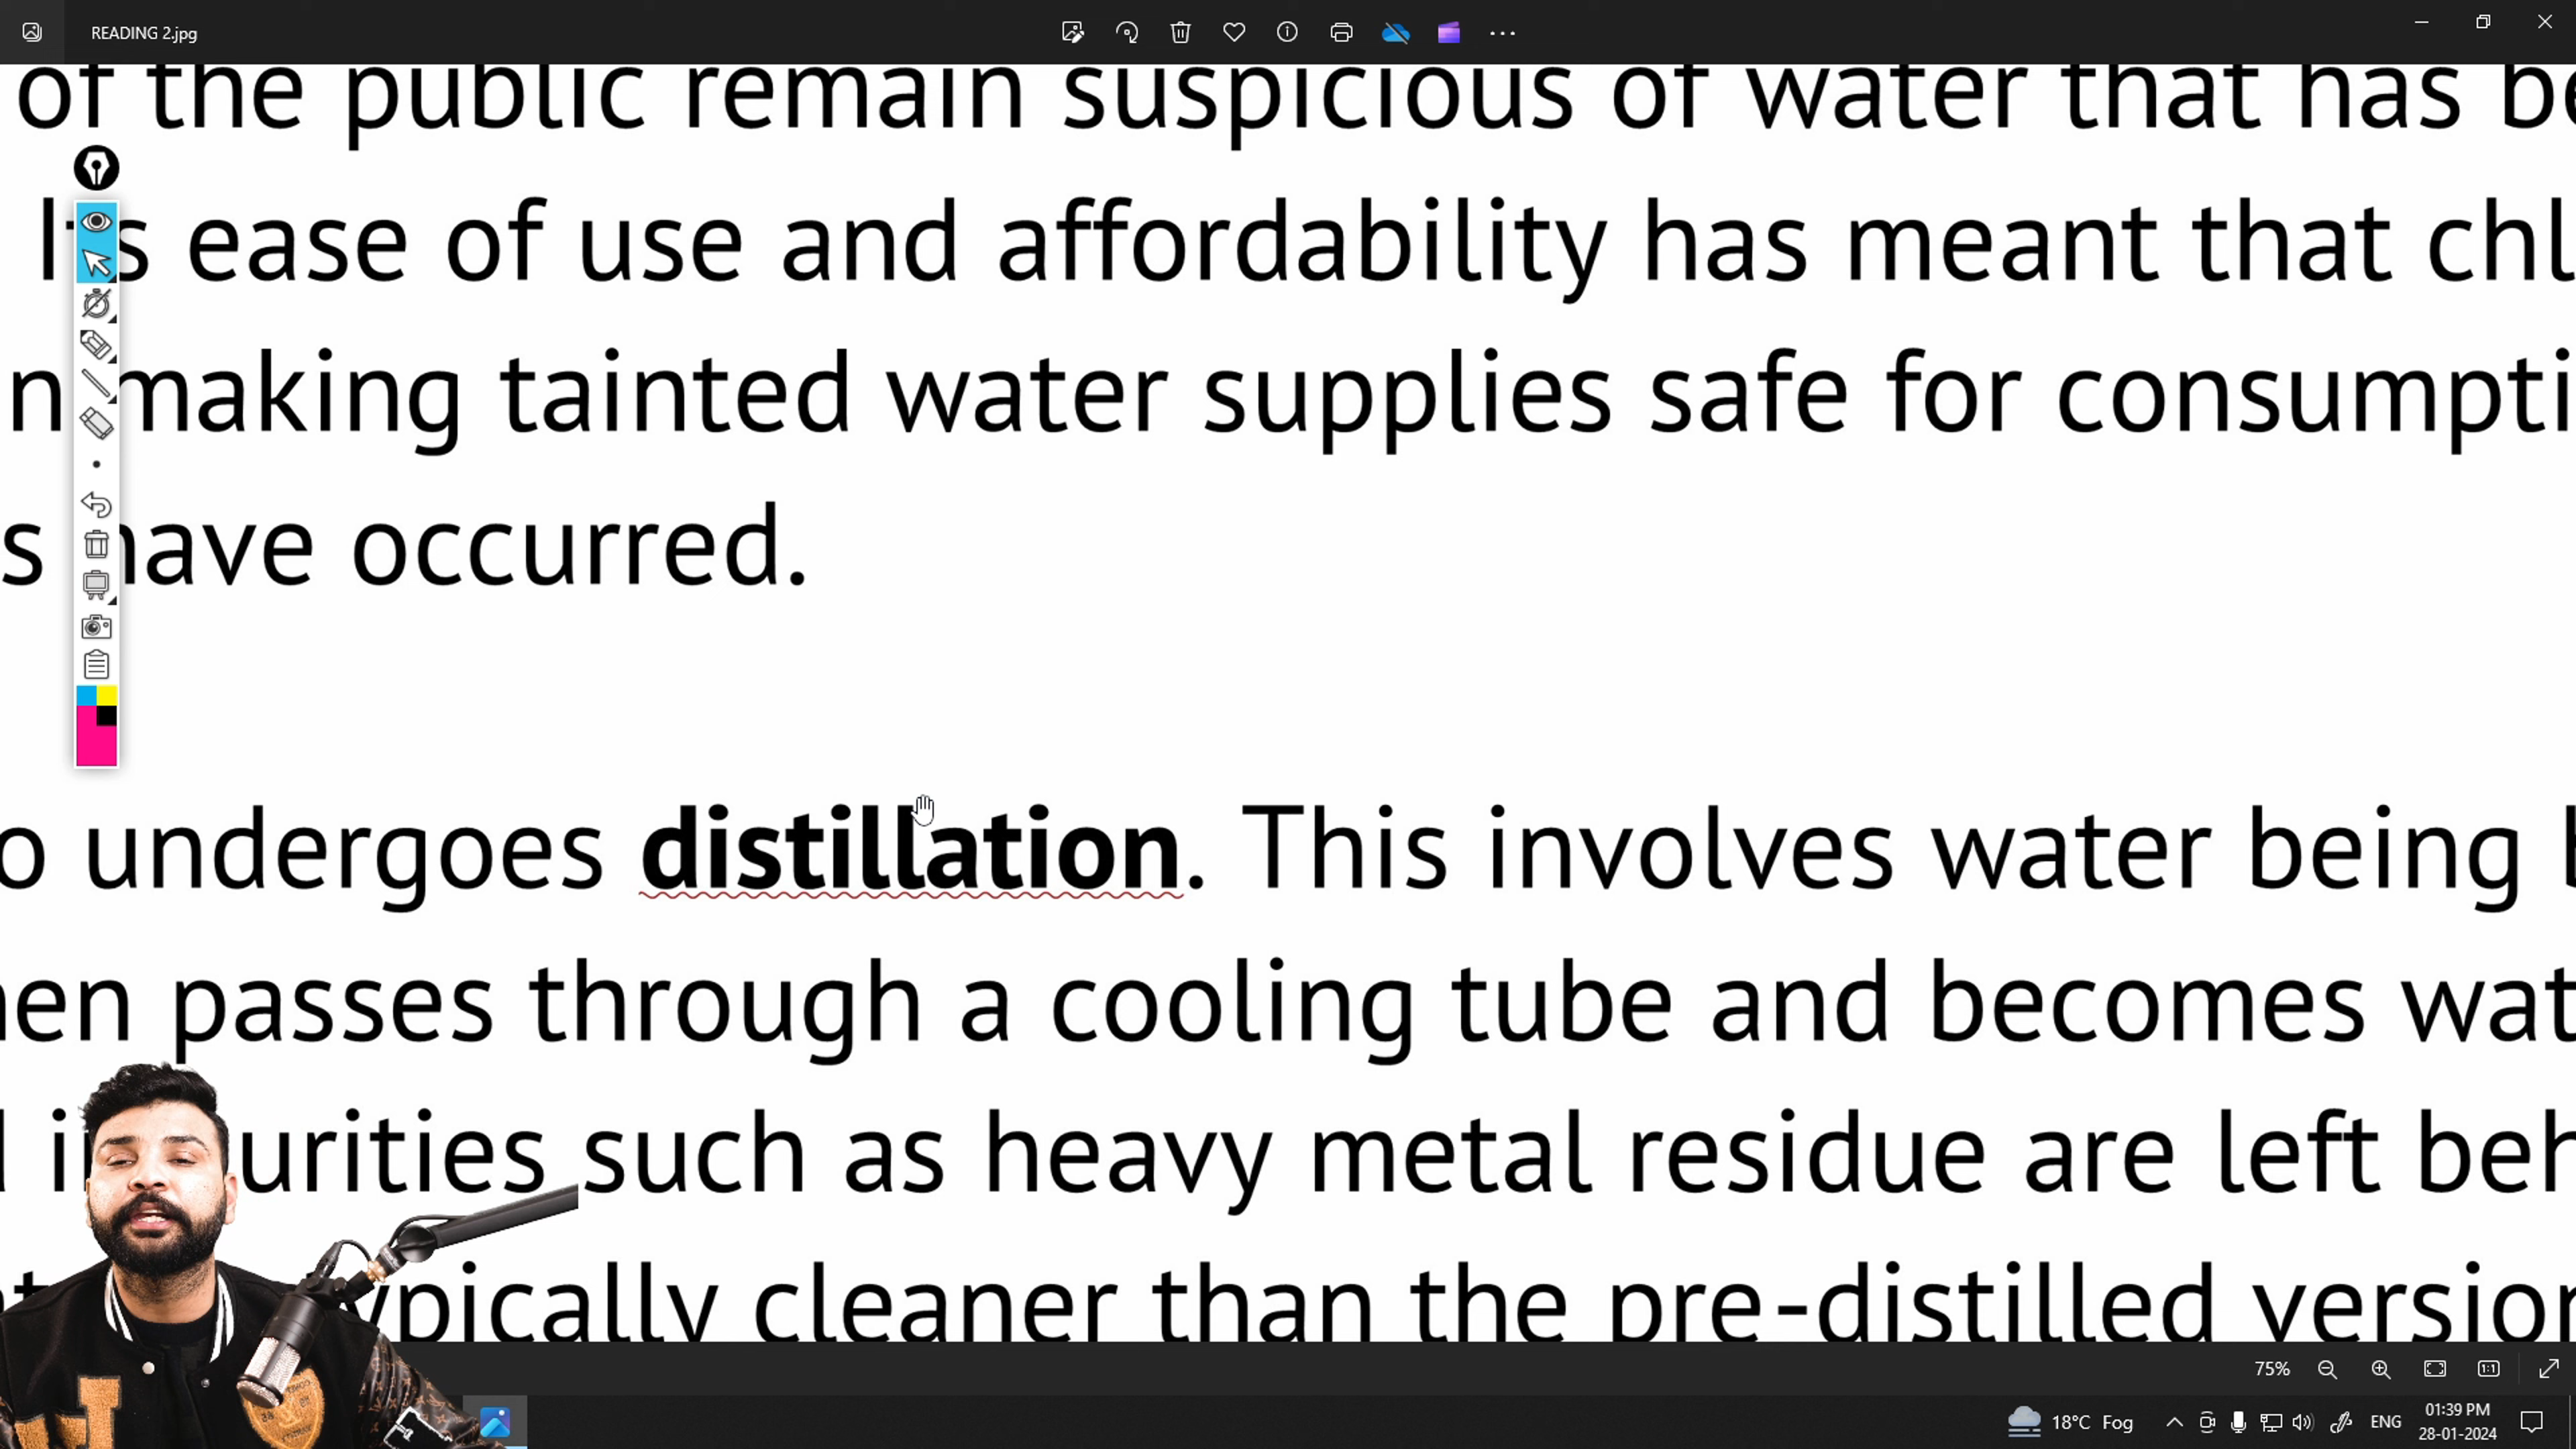 READING 2.jpg
of the public remain suspicious of water that has be
Its ease of use and affordability has meant that chl
n making tainted water supplies safe for consumpti
s have occurred.
o undergoes distillation. This involves water being
hen passes through a cooling tube and becomes wat
urities such as heavy metal residue are left beh
ypically cleaner than the pre-distilled version
75%
18°C Fog
ENG
01:39 PM
28-01-2024